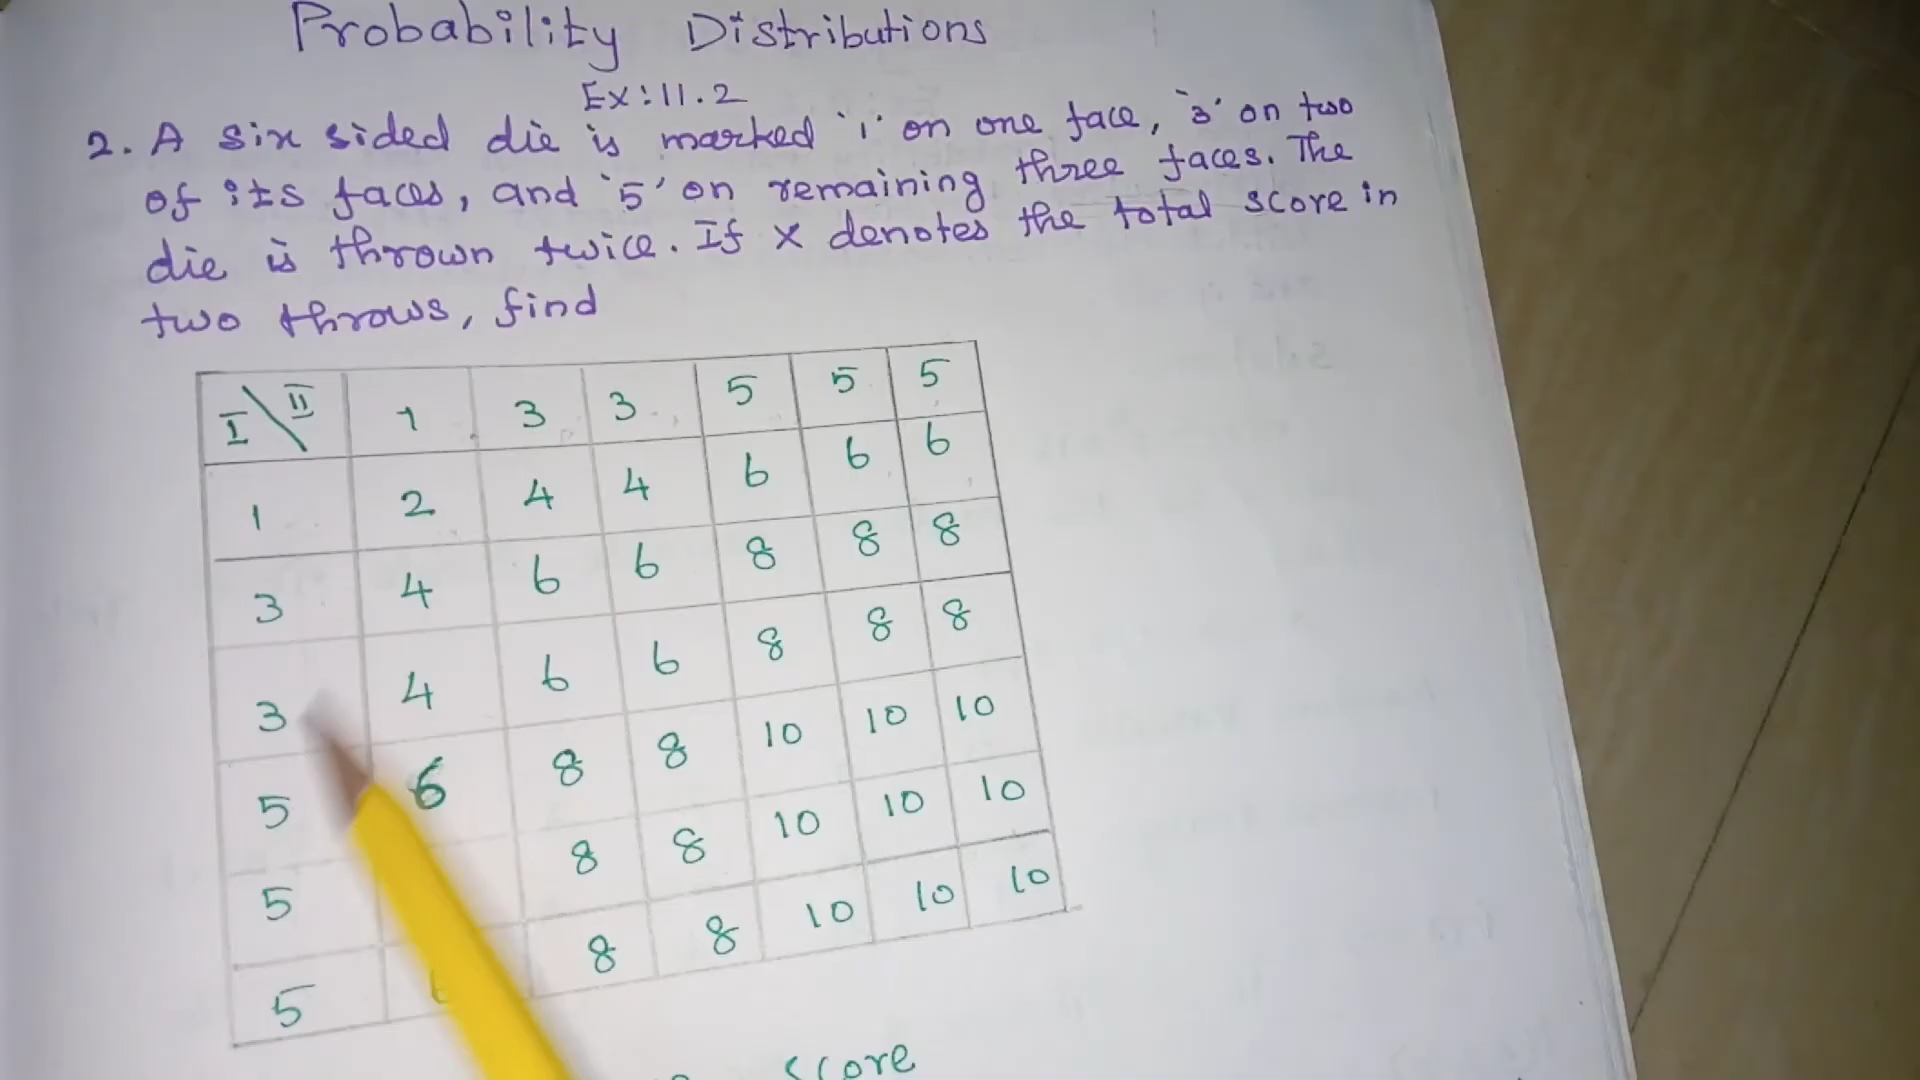 Probability Distributions
Ex: 11.2
2. A six sided die is marked '1' on one face, '3' on two
of its faces, and '5' on remaining three faces. The
die is thrown twice. If X denotes the total score in
two throws, find
I \ II 1 3 3 5 5 5
1 2 4 4 6 6 6
3 4 6 6 8 8 8
3 4 6 6 8 8 8
5 6 8 8 10 10 10
5 8 8 10 10 10
5 8 8 10 10 10
score